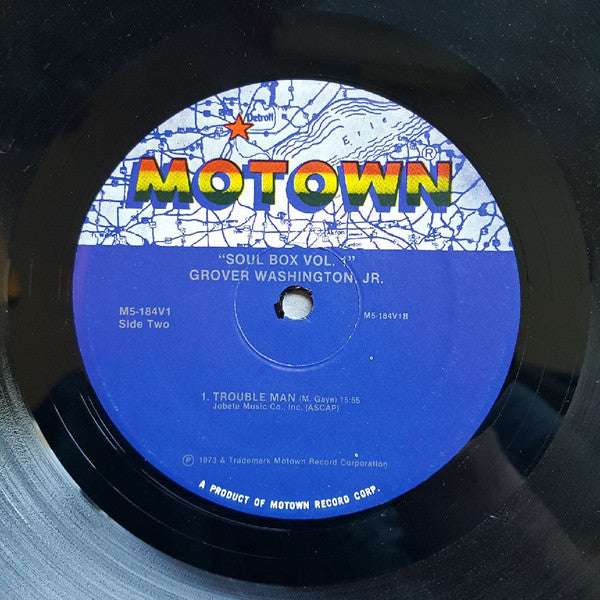 Detroit
Erie
MOTOWN®
Akron
"SOUL BOX VOL. 1"
GROVER WASHINGTON, JR.
M5-184V1
Side Two
M5-184V1B
1. TROUBLE MAN (M. Gaye) 15:55
Jobete Music Co., Inc. (ASCAP)
℗ 1973 & Trademark Motown Record Corporation
A PRODUCT OF MOTOWN RECORD CORP.